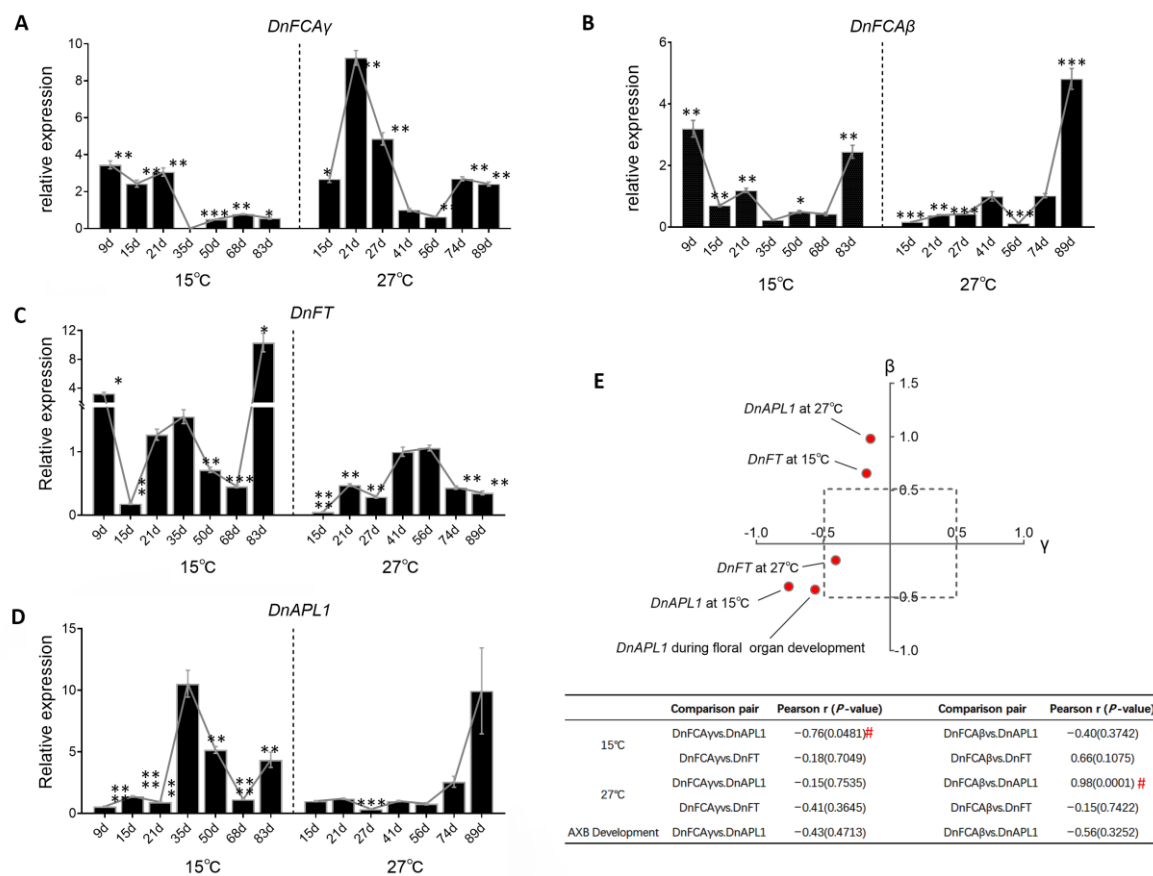 A
DnFCAγ
relative expression
10
8
6
4
2
0
** ** ** *** ** * * ** ** ** ** **
9d 15d 21d 35d 50d 68d 83d 15d 21d 27d 41d 56d 74d 89d
15℃ 27℃
B
DnFCAβ
relative expression
6
4
2
0
** ** ** * ** *** ** *** *** ***
9d 15d 21d 35d 50d 68d 83d 15d 21d 27d 41d 56d 74d 89d
15℃ 27℃
C
DnFT
Relative expression
12
8
4
1
0
* ** ** *** * **** ** ** ** **
9d 15d 21d 35d 50d 68d 83d 15d 21d 27d 41d 56d 74d 89d
15℃ 27℃
D
DnAPL1
Relative expression
15
10
5
0
**** **** ** ** **** ** ***
9d 15d 21d 35d 50d 68d 83d 15d 21d 27d 41d 56d 74d 89d
15℃ 27℃
E
β
1.5
1.0
0.5
-1.0 -0.5 0.5 1.0
γ
-0.5
-1.0
DnAPL1 at 27℃
DnFT at 15℃
DnFT at 27℃
DnAPL1 at 15℃
DnAPL1 during floral organ development
Comparison pair Pearson r (P-value) Comparison pair Pearson r (P-value)
15℃ DnFCAγvs.DnAPL1 −0.76(0.0481)# DnFCAβvs.DnAPL1 −0.40(0.3742)
DnFCAγvs.DnFT −0.18(0.7049) DnFCAβvs.DnFT 0.66(0.1075)
27℃ DnFCAγvs.DnAPL1 −0.15(0.7535) DnFCAβvs.DnAPL1 0.98(0.0001) #
DnFCAγvs.DnFT −0.41(0.3645) DnFCAβvs.DnFT −0.15(0.7422)
AXB Development DnFCAγvs.DnAPL1 −0.43(0.4713) DnFCAβvs.DnAPL1 −0.56(0.3252)